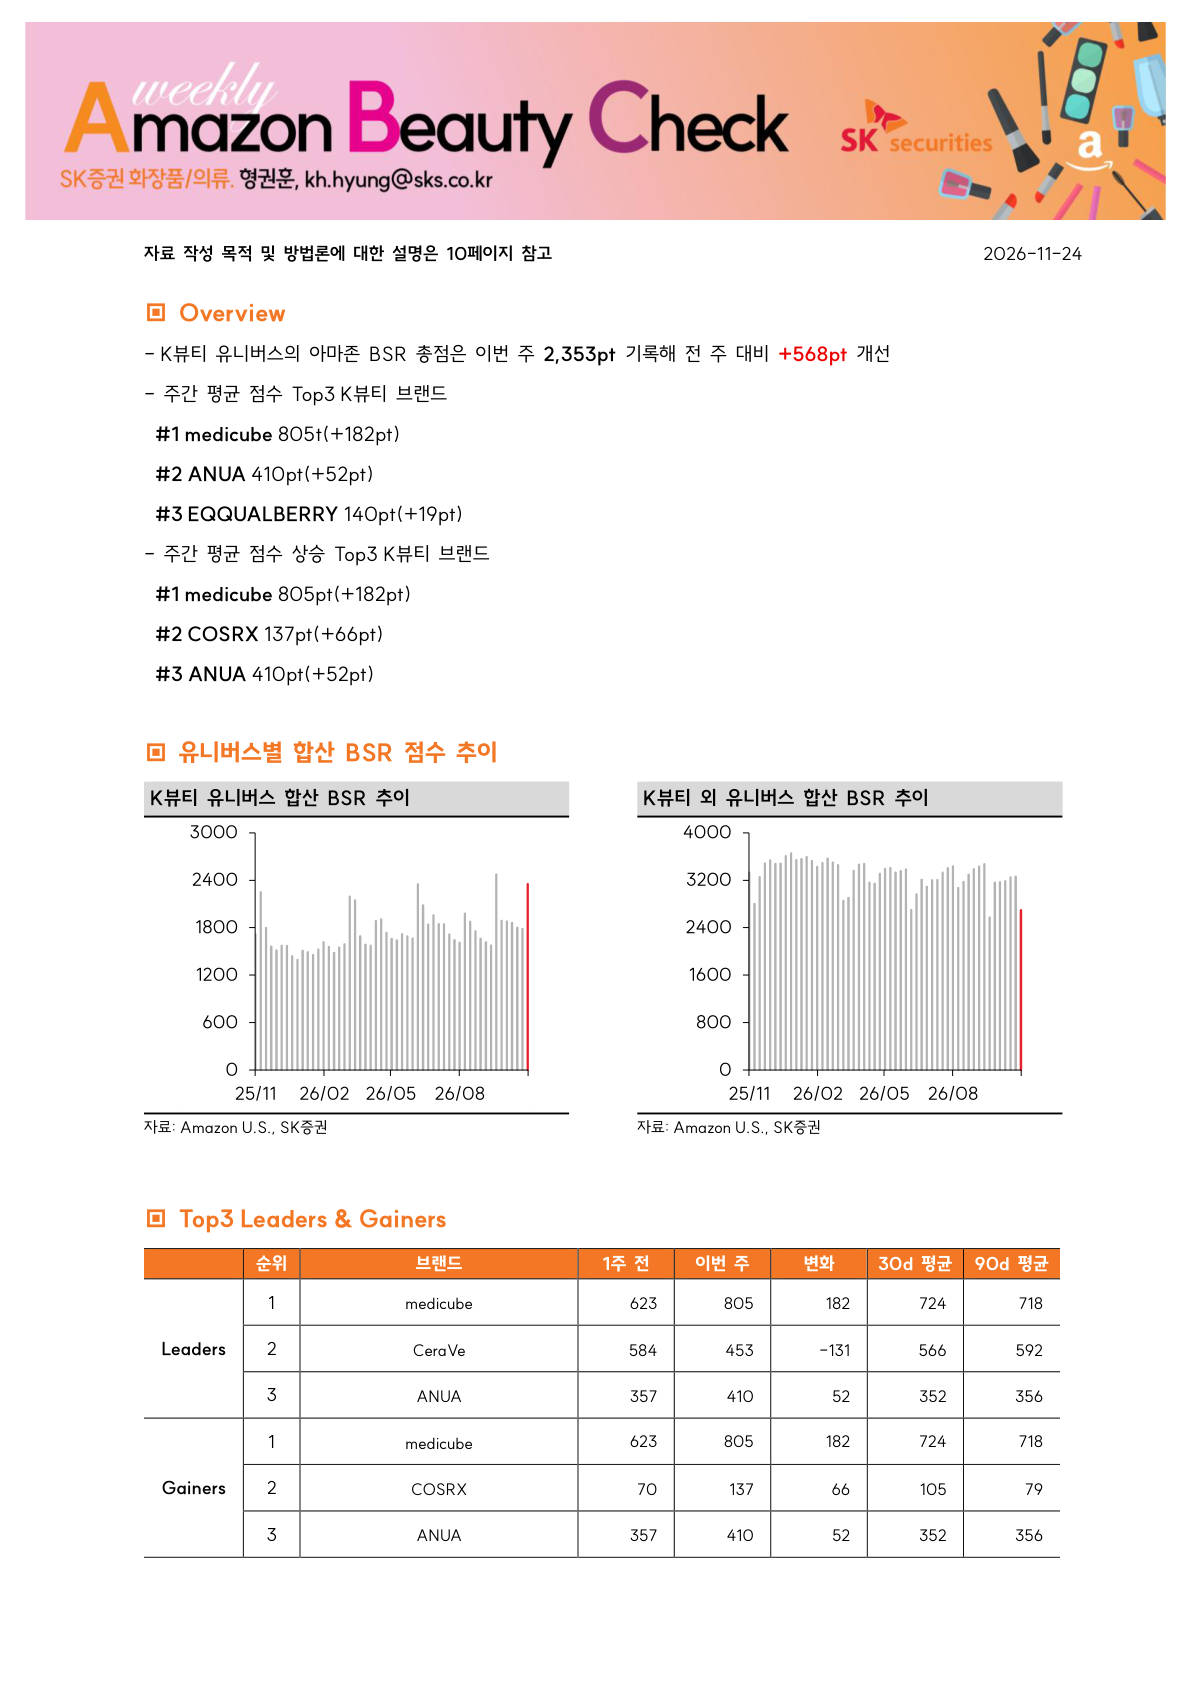 weekly
Amazon Beauty Check
SK증권 화장품/의류. 형권훈, kh.hyung@sks.co.kr
SK securities
a
자료 작성 목적 및 방법론에 대한 설명은 10페이지 참고
2026-11-24
▣ Overview
- K뷰티 유니버스의 아마존 BSR 총점은 이번 주 2,353pt 기록해 전 주 대비 +568pt 개선
- 주간 평균 점수 Top3 K뷰티 브랜드
#1 medicube 805t(+182pt)
#2 ANUA 410pt(+52pt)
#3 EQQUALBERRY 140pt(+19pt)
- 주간 평균 점수 상승 Top3 K뷰티 브랜드
#1 medicube 805pt(+182pt)
#2 COSRX 137pt(+66pt)
#3 ANUA 410pt(+52pt)
▣ 유니버스별 합산 BSR 점수 추이
K뷰티 유니버스 합산 BSR 추이
3000
2400
1800
1200
600
0
25/11 26/02 26/05 26/08
자료: Amazon U.S., SK증권
K뷰티 외 유니버스 합산 BSR 추이
4000
3200
2400
1600
800
0
25/11 26/02 26/05 26/08
자료: Amazon U.S., SK증권
▣ Top3 Leaders & Gainers
순위 브랜드 1주 전 이번 주 변화 30d 평균 90d 평균
Leaders
1 medicube 623 805 182 724 718
2 CeraVe 584 453 -131 566 592
3 ANUA 357 410 52 352 356
Gainers
1 medicube 623 805 182 724 718
2 COSRX 70 137 66 105 79
3 ANUA 357 410 52 352 356